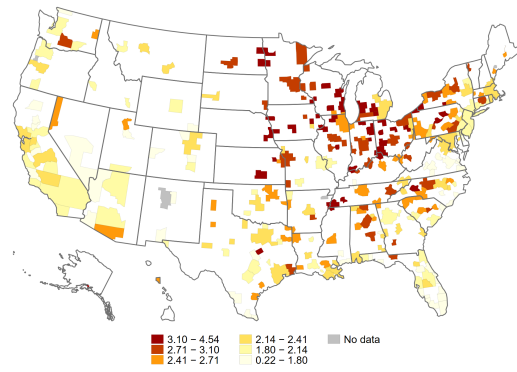 3.10 − 4.54
2.71 − 3.10
2.41 − 2.71
2.14 − 2.41
1.80 − 2.14
0.22 − 1.80
No data